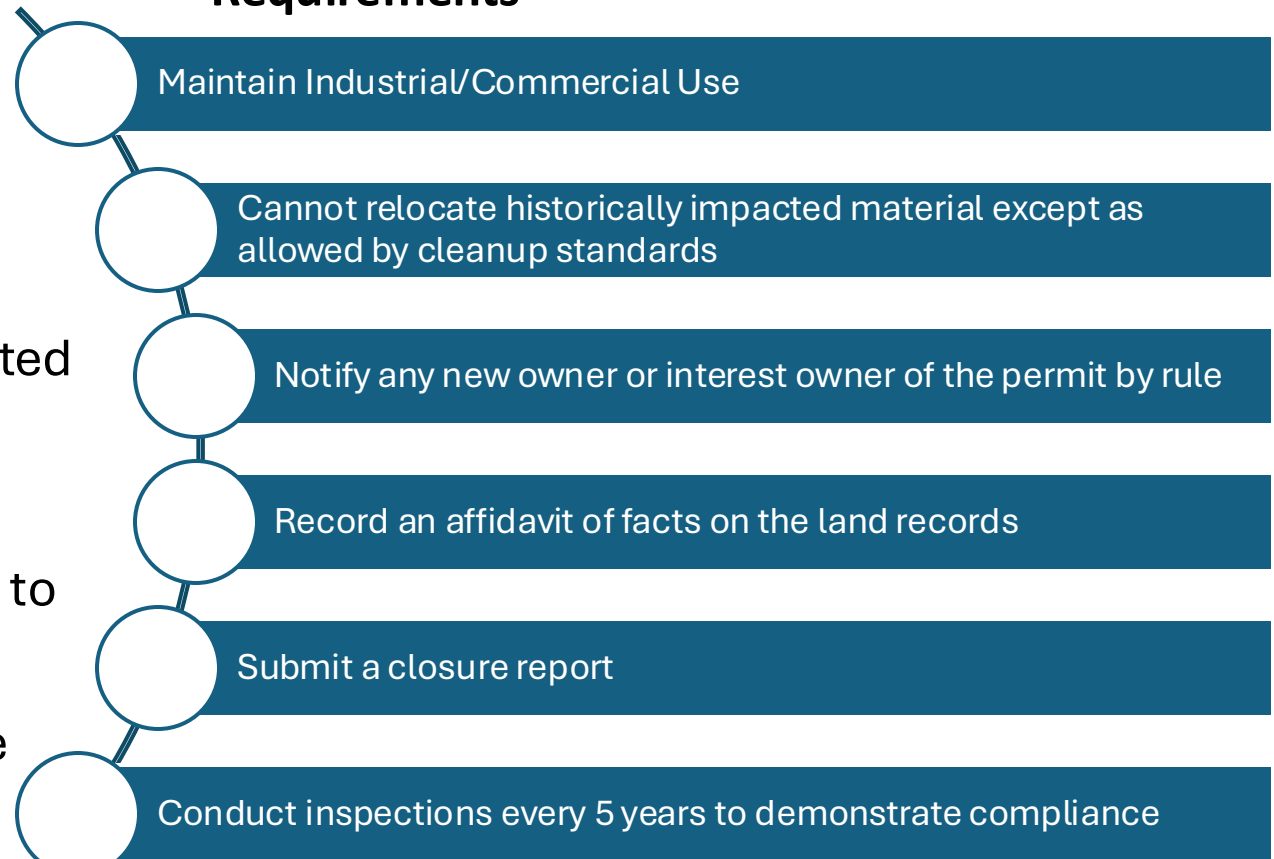 Requirements
Maintain Industrial/Commercial Use
Cannot relocate historically impacted material except as
allowed by cleanup standards
ted
Notify any new owner or interest owner of the permit by rule
Record an affidavit of facts on the land records
to
Submit a closure report
e
Conduct inspections every 5 years to demonstrate compliance